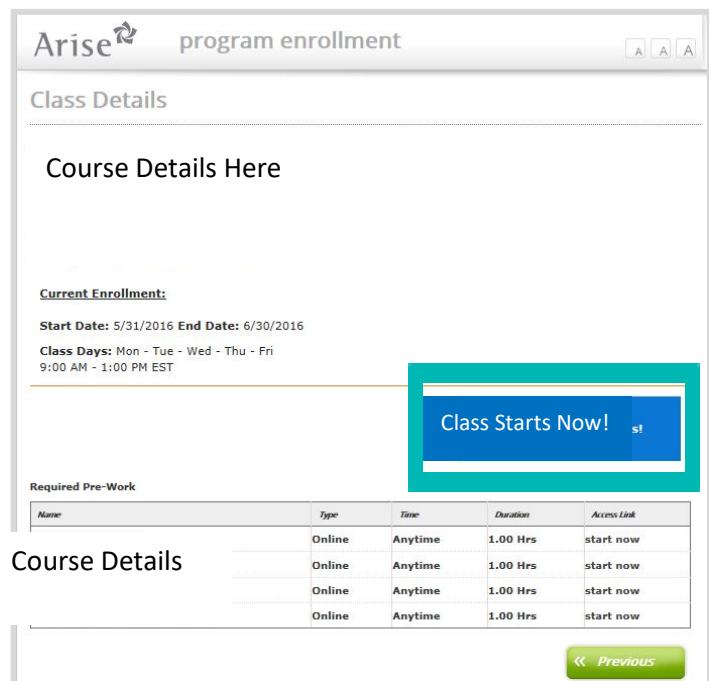 Arise program enrollment A A A
Class Details
Course Details Here
Current Enrollment:
Start Date: 5/31/2016 End Date: 6/30/2016
Class Days: Mon - Tue - Wed - Thu - Fri
9:00 AM - 1:00 PM EST
Class Starts Now! s!
Required Pre-Work
Name Type Time Duration Access Link
Online Anytime 1.00 Hrs start now
Course Details
Online Anytime 1.00 Hrs start now
Online Anytime 1.00 Hrs start now
Online Anytime 1.00 Hrs start now
« Previous